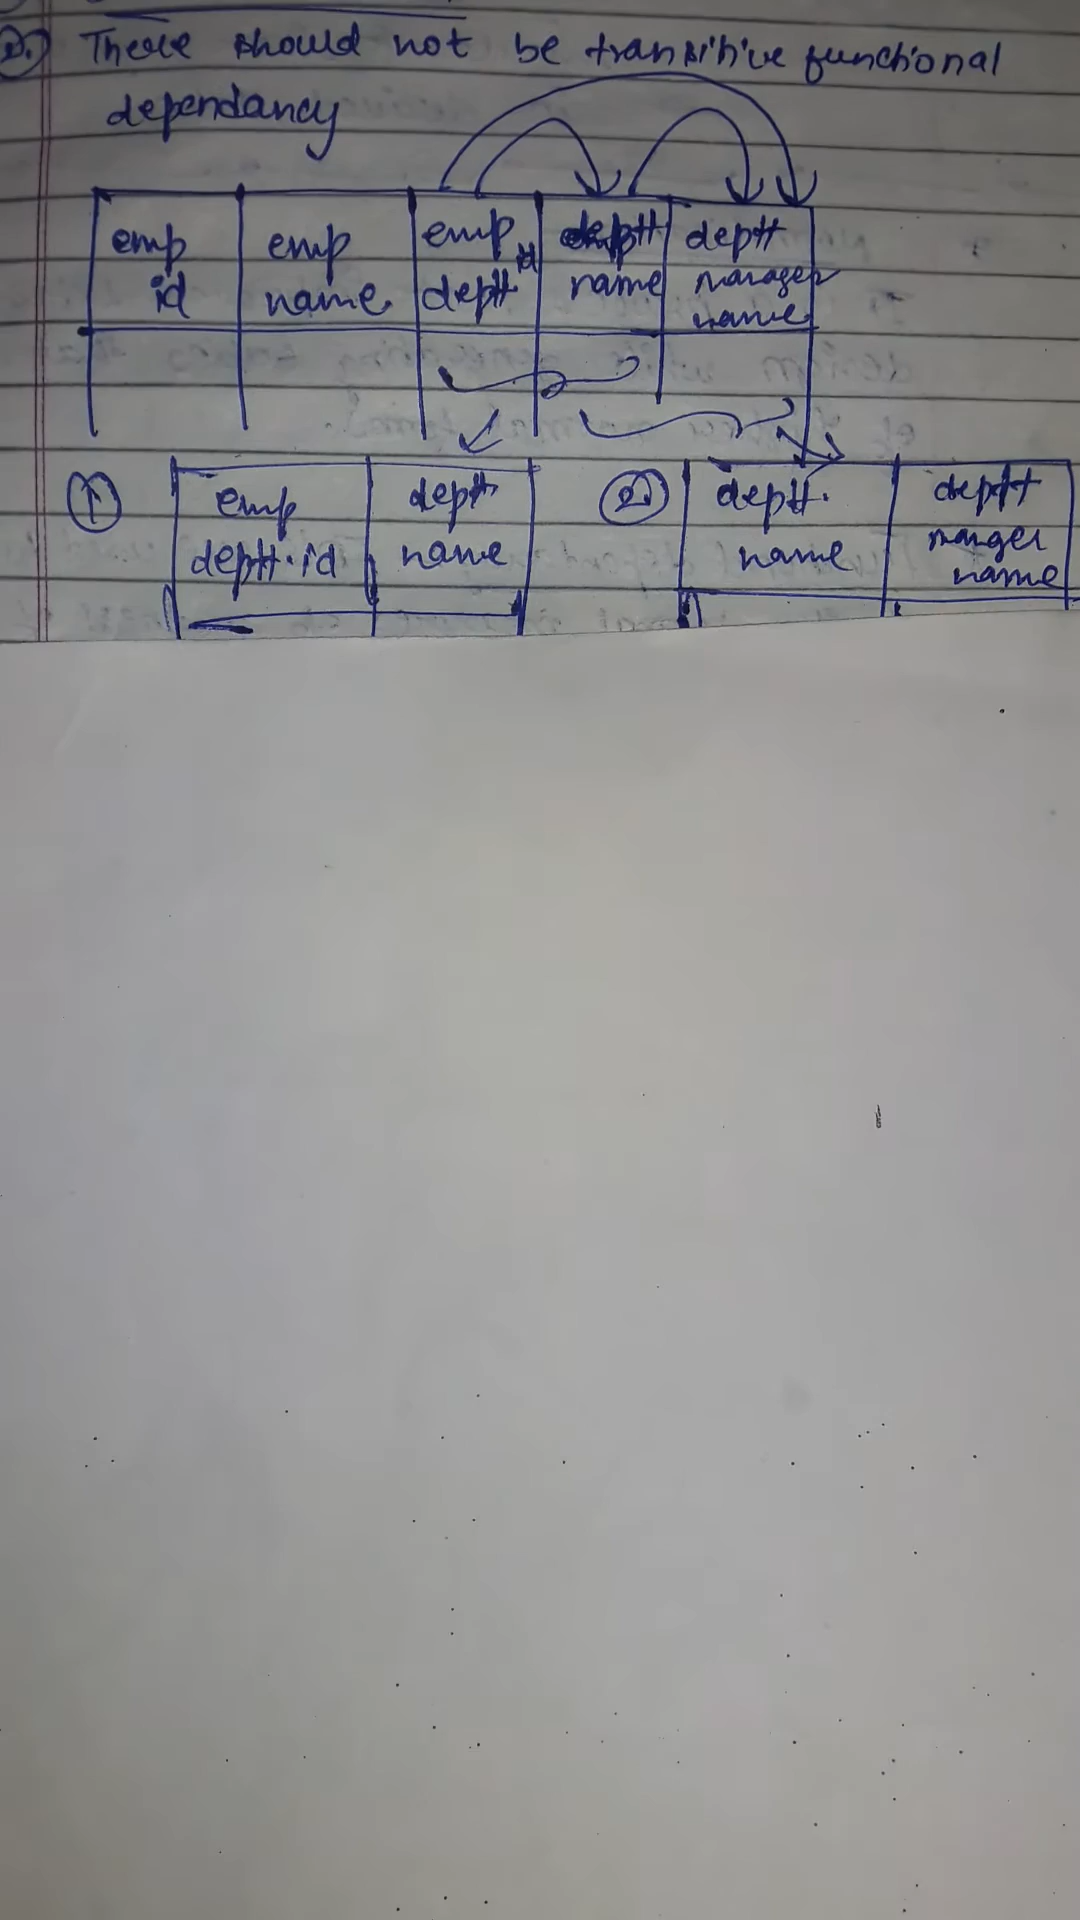 2. There should not be transitive functional
dependancy
emp id | emp name | emp deptt id | deptt name | deptt manager name
1 | emp deptt.id | deptt name
2. | deptt. name | deptt manger name